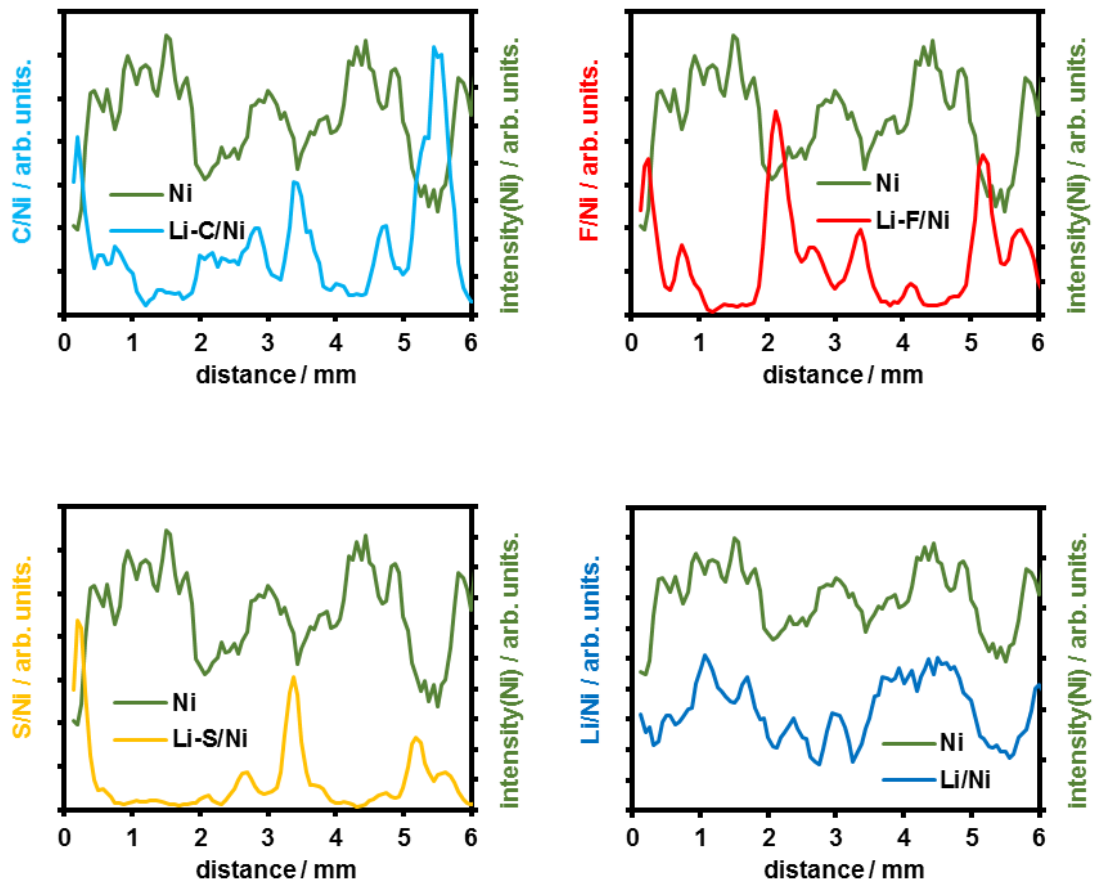 C/Ni / arb. units.
Ni
Li-C/Ni
intensity(Ni) / arb. units.
0 1 2 3 4 5 6
distance / mm
F/Ni / arb. units.
Ni
Li-F/Ni
intensity(Ni) / arb. units.
0 1 2 3 4 5 6
distance / mm
S/Ni / arb. units.
Ni
Li-S/Ni
intensity(Ni) / arb. units.
0 1 2 3 4 5 6
distance / mm
Li/Ni / arb. units.
Ni
Li/Ni
intensity(Ni) / arb. units.
0 1 2 3 4 5 6
distance / mm